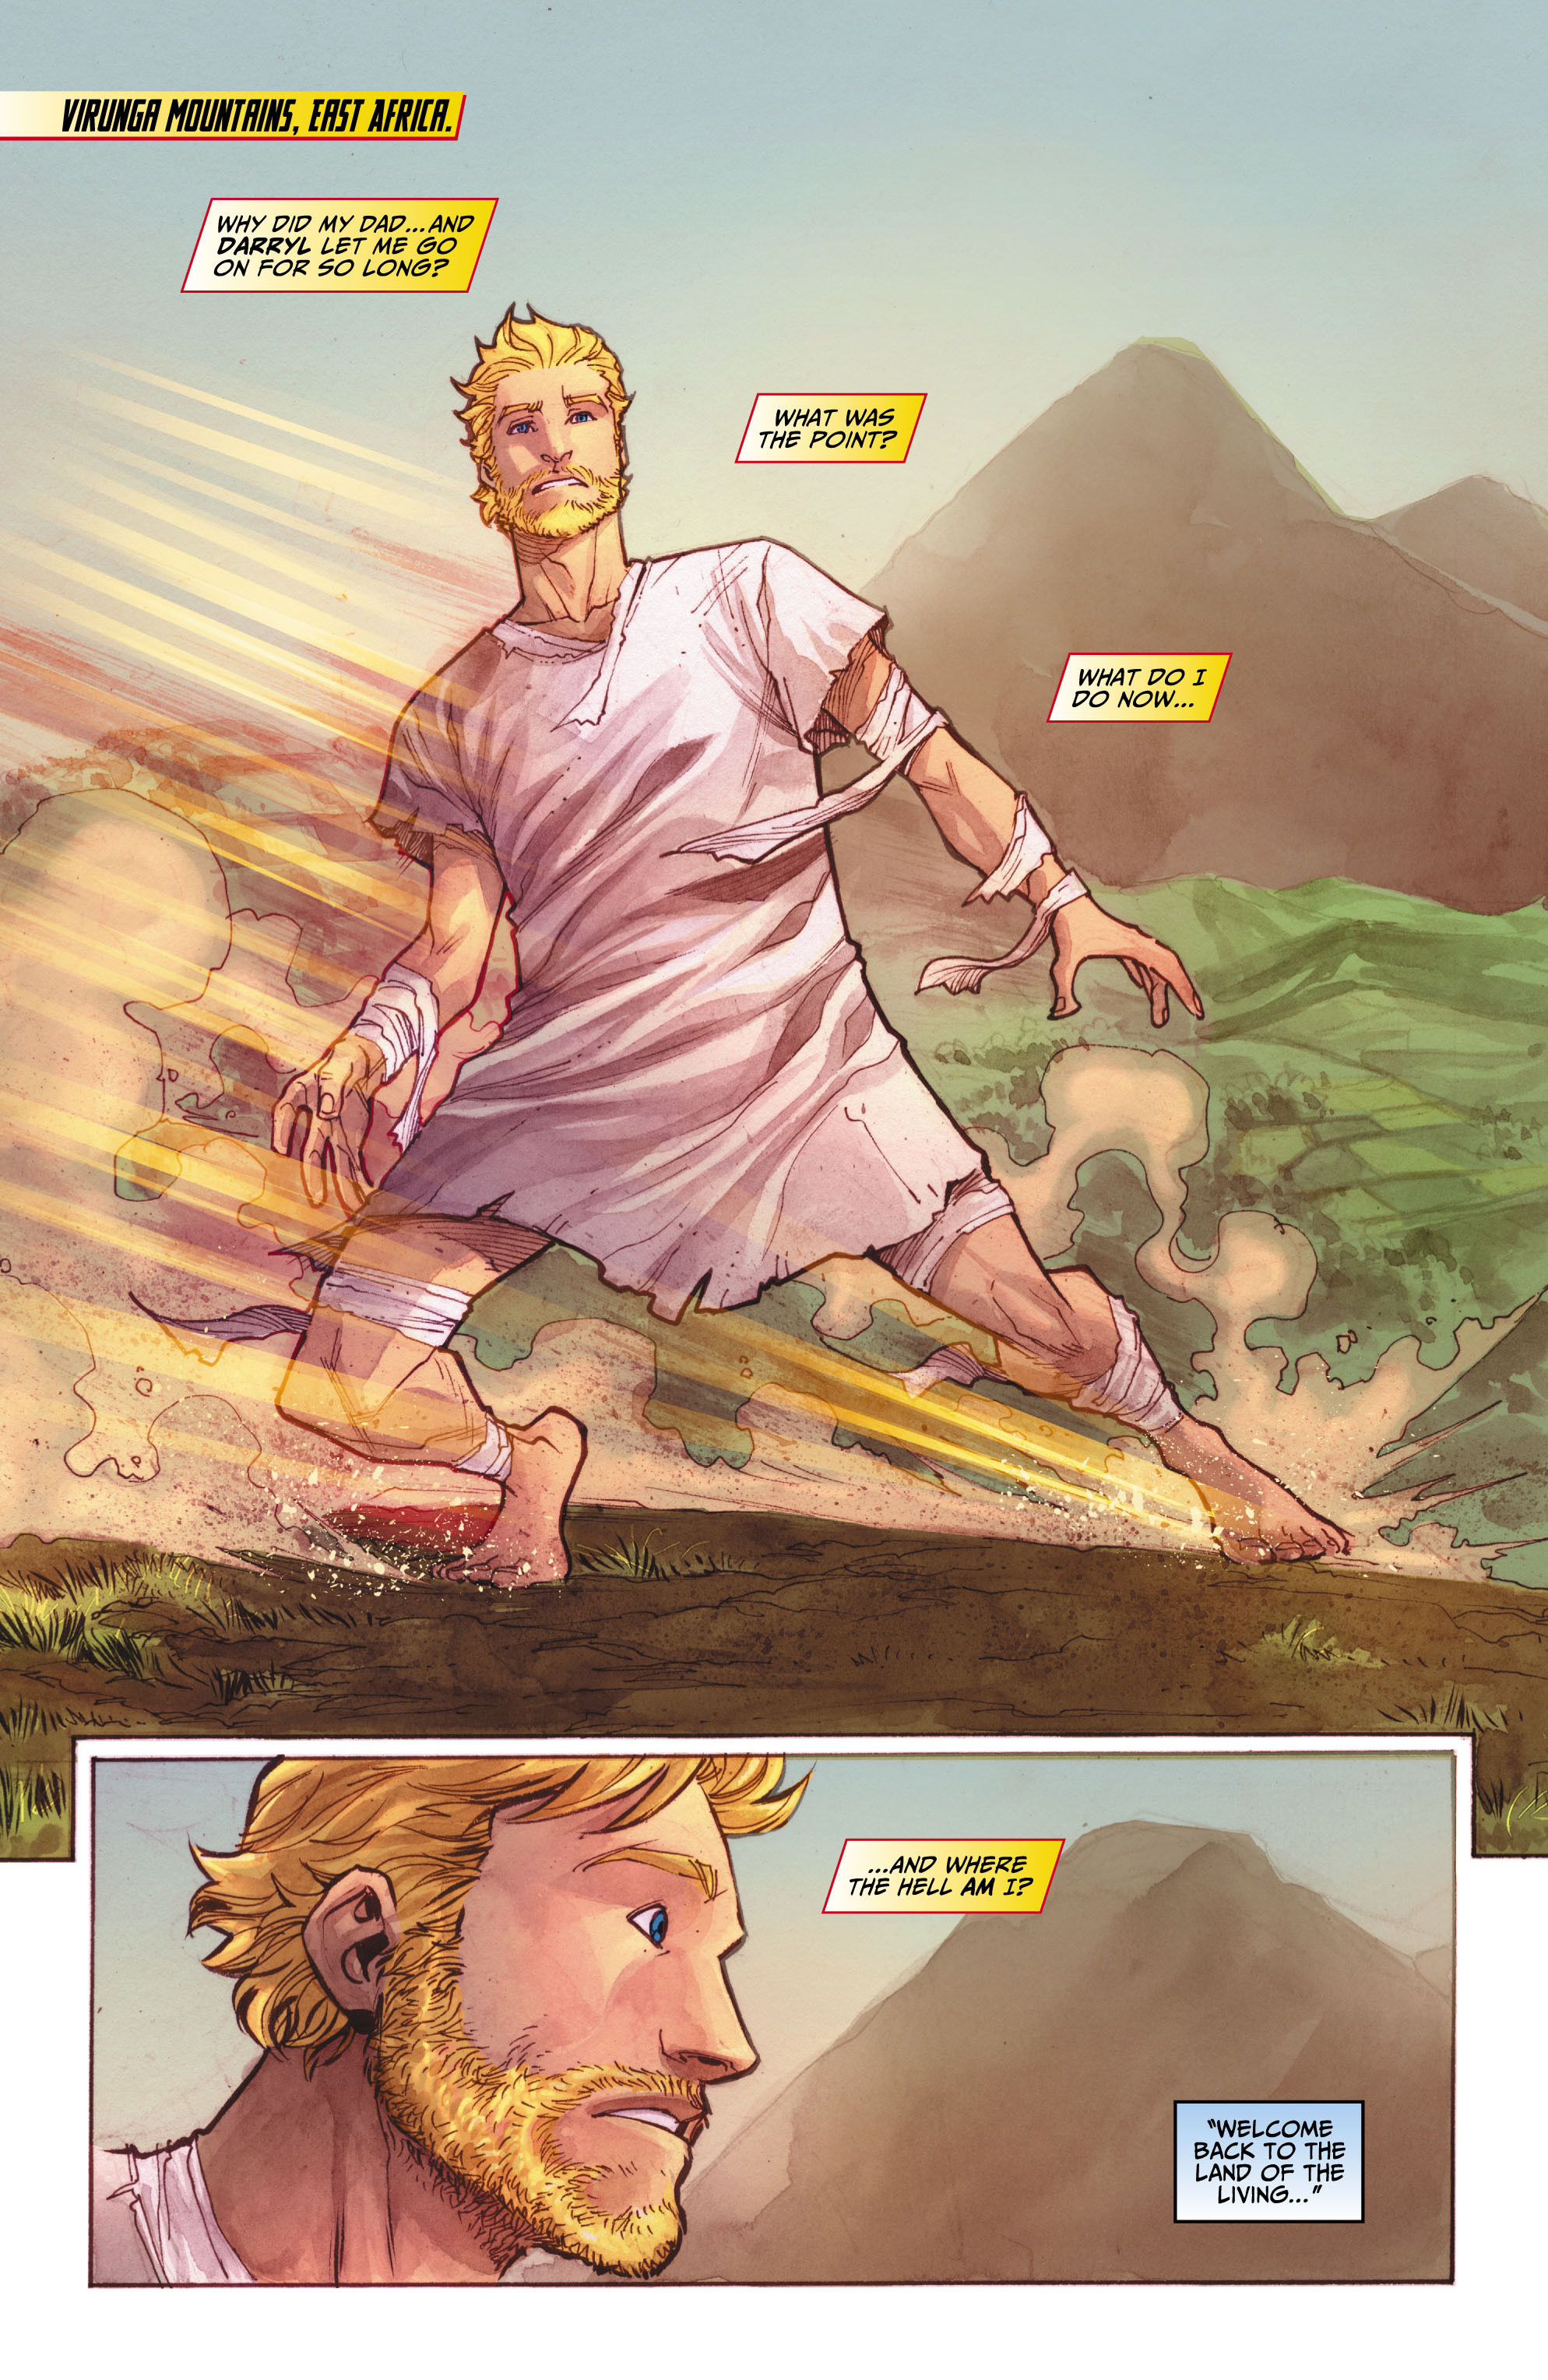 VIRUNGA MOUNTAINS, EAST AFRICA.
WHY DID MY DAD...AND
DARRYL LET ME GO
ON FOR SO LONG?
WHAT WAS
THE POINT?
WHAT DO I
DO NOW...
...AND WHERE
THE HELL AM I?
"WELCOME
BACK TO THE
LAND OF THE
LIVING..."